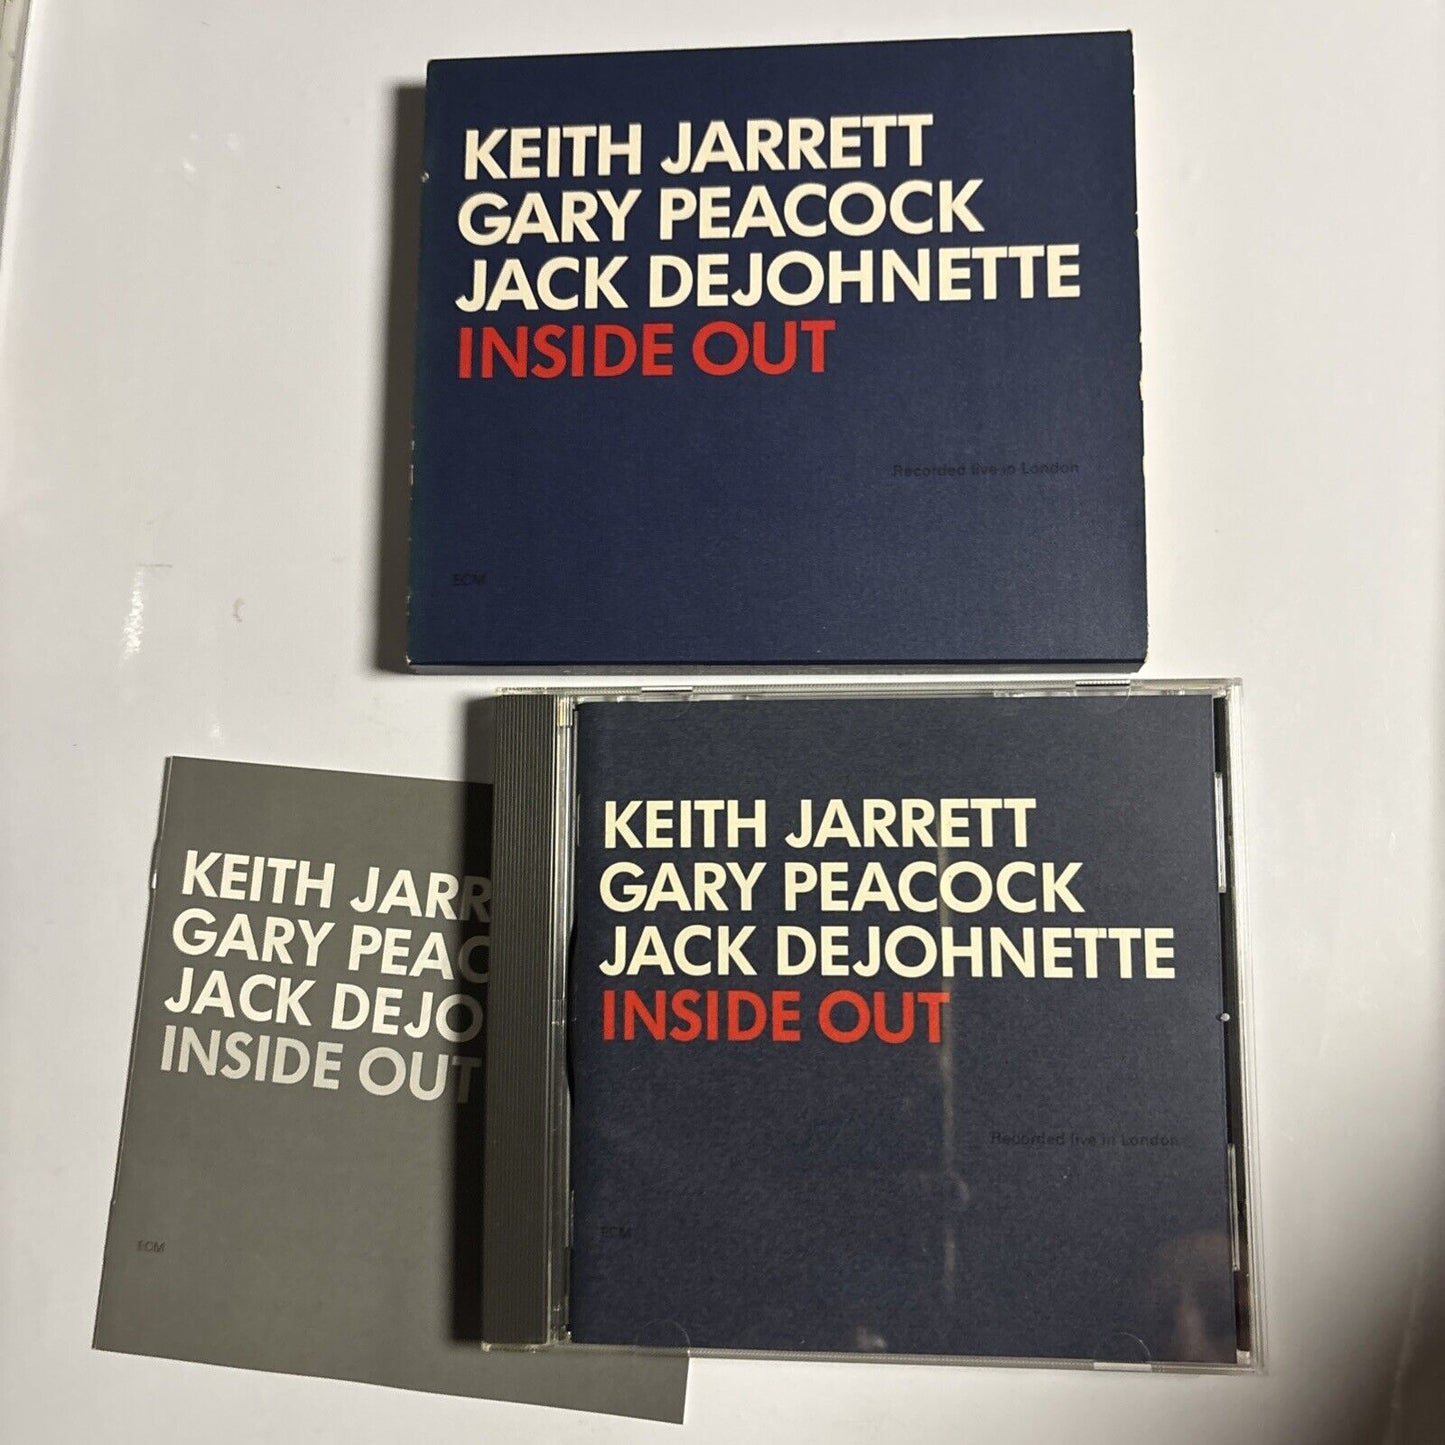 KEITH JARRETT
GARY PEACOCK
JACK DEJOHNETTE
INSIDE OUT
Recorded live in London
ECM
KEITH JARR
GARY PEAC
JACK DEJO
INSIDE OUT
ECM
KEITH JARRETT
GARY PEACOCK
JACK DEJOHNETTE
INSIDE OUT
Recorded live in London
ECM